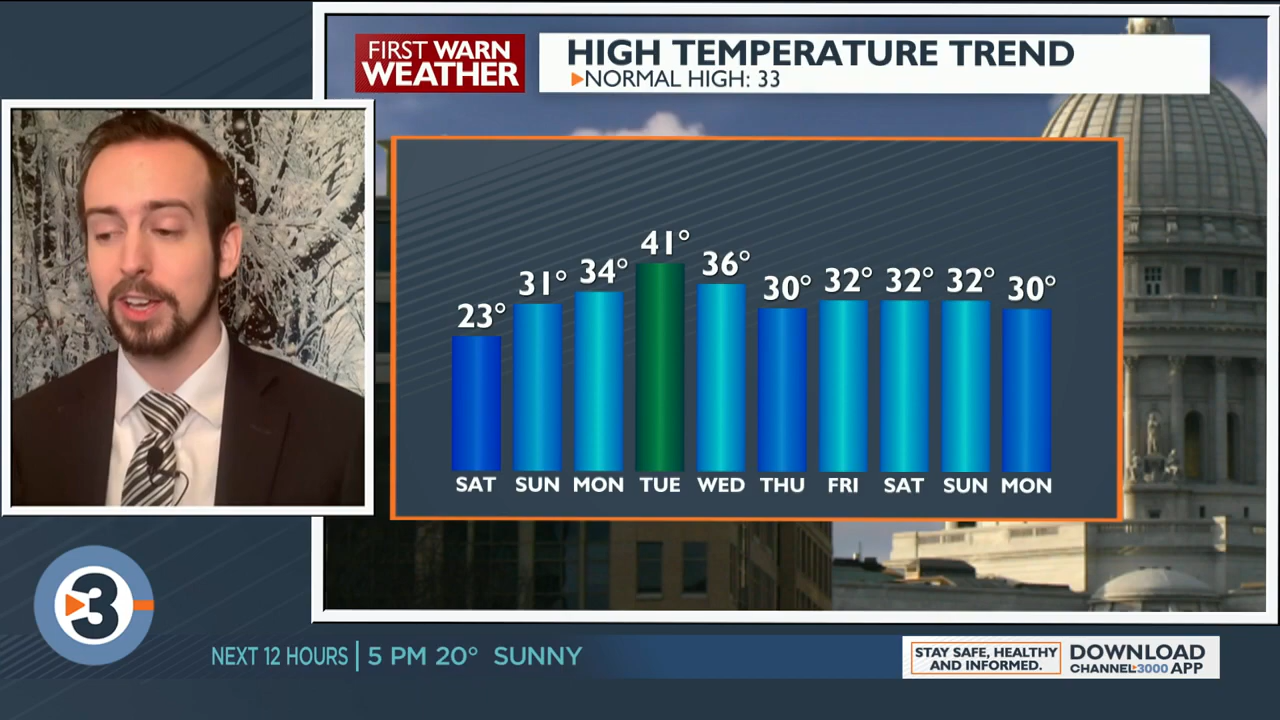 FIRST WARN
WEATHER
HIGH TEMPERATURE TREND
NORMAL HIGH: 33
23° 31° 34° 41° 36° 30° 32° 32° 32° 30°
SAT SUN MON TUE WED THU FRI SAT SUN MON
3
NEXT 12 HOURS | 5 PM 20° SUNNY
STAY SAFE, HEALTHY
AND INFORMED.
DOWNLOAD
CHANNEL3000 APP